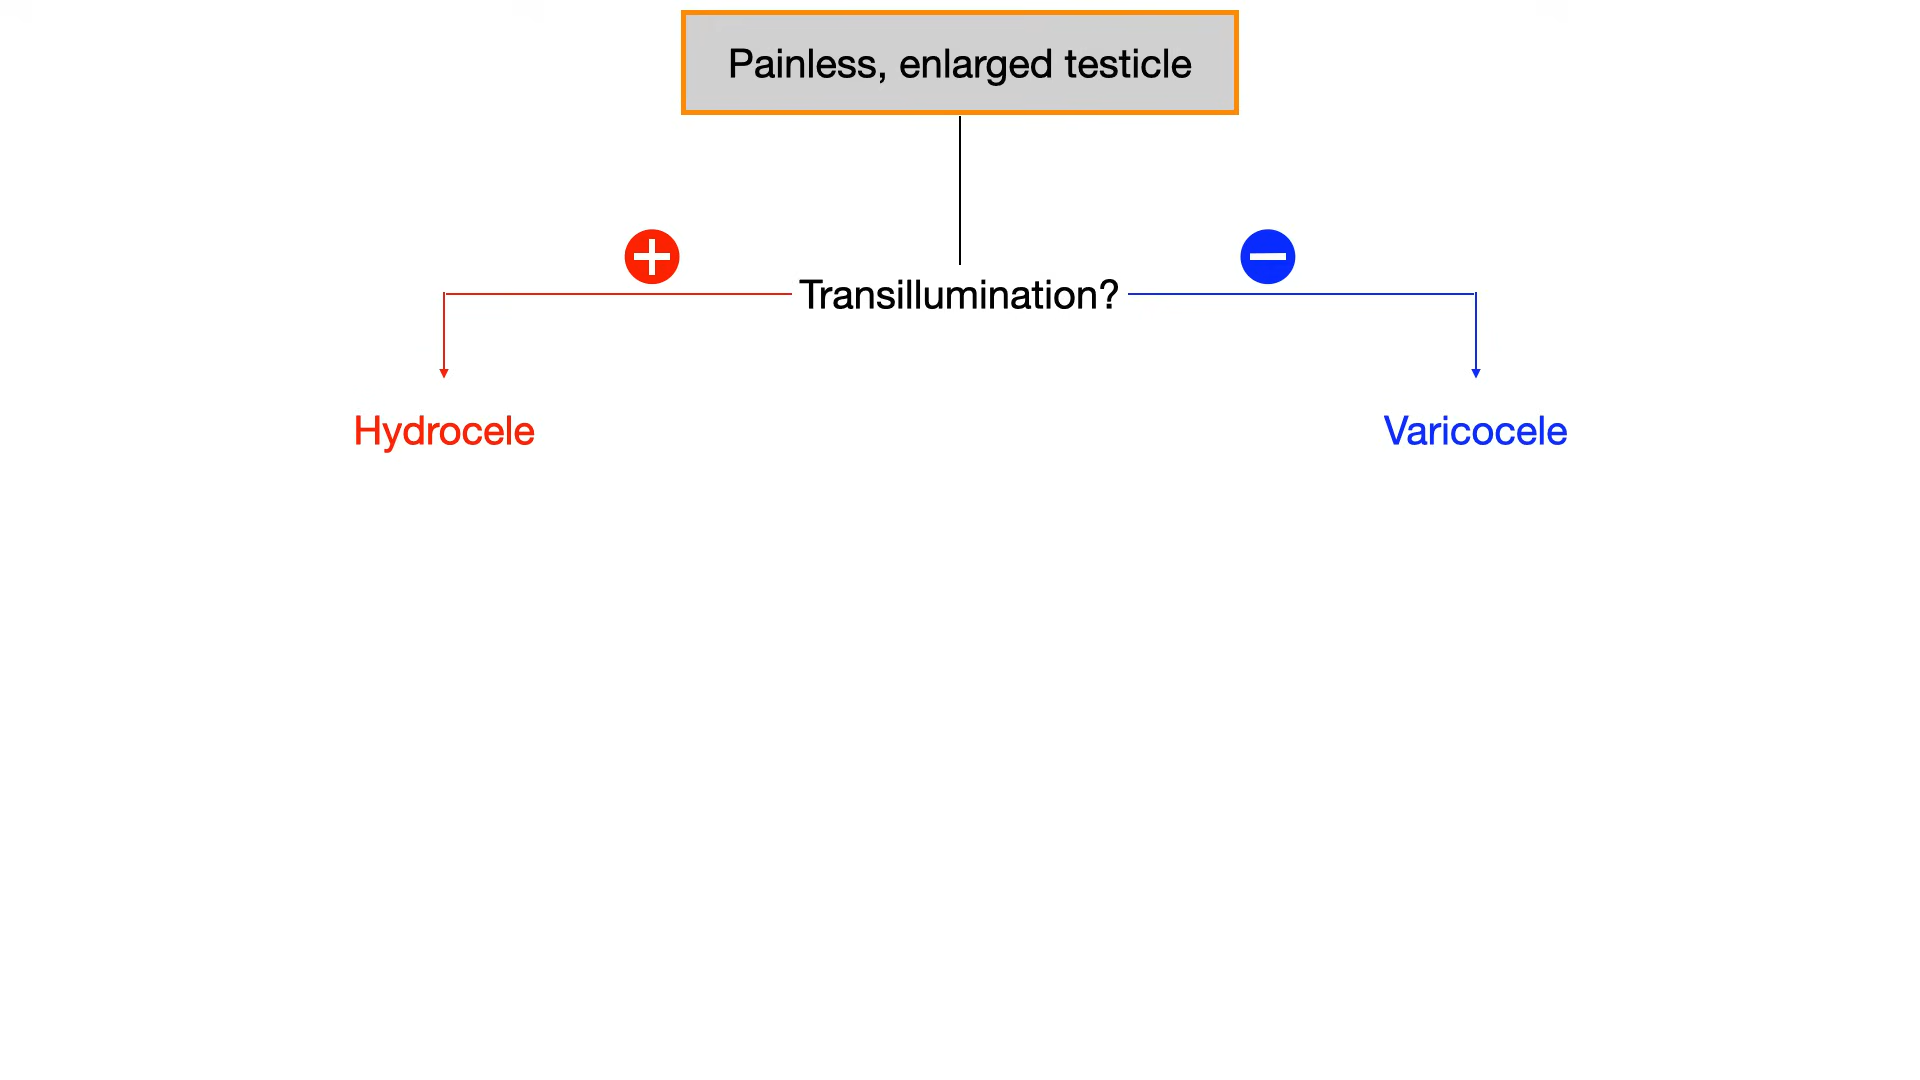 Painless, enlarged testicle
Transillumination?
Hydrocele
Varicocele